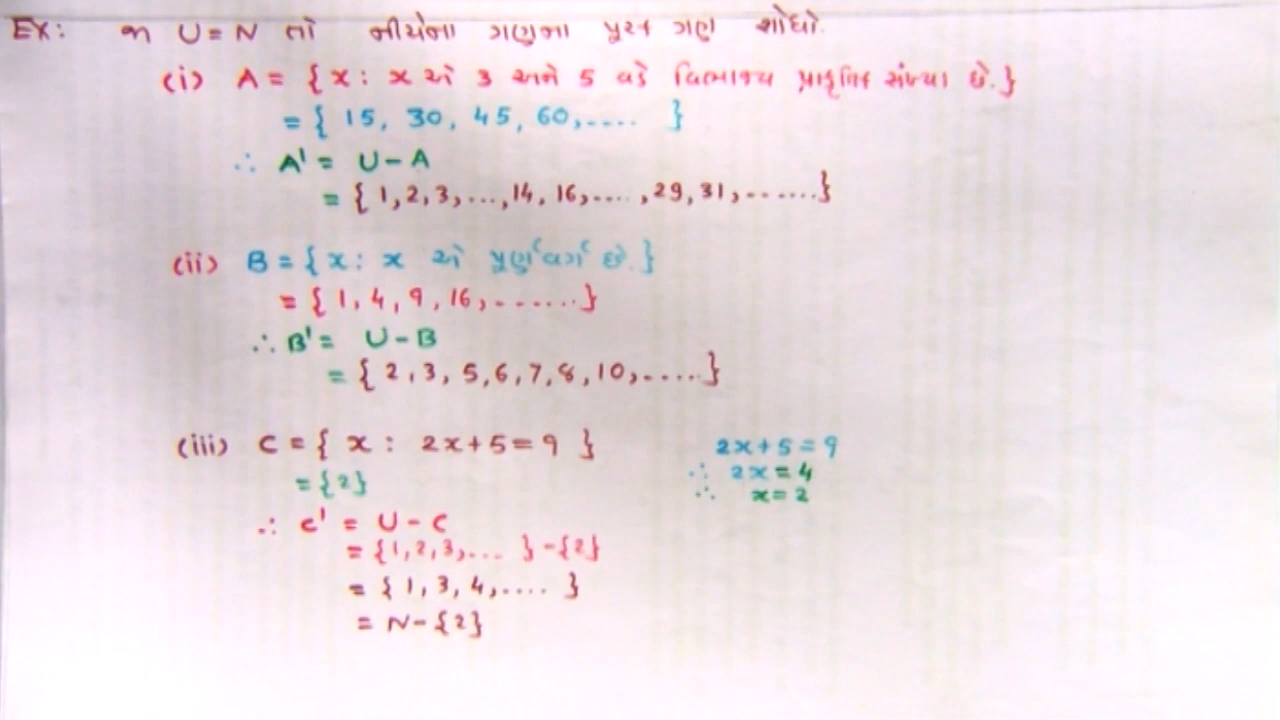 EX: જો U = N તો નીચેના ગણના પુરક ગણ શોધો.
(i) A = { x : x એ 3 અને 5 વડે વિભાજ્ય પ્રાકૃતિક સંખ્યા છે. }
= { 15, 30, 45, 60, .... }
∴ A' = U - A
= { 1, 2, 3, ..., 14, 16, ...., 29, 31, ....... }
(ii) B = { x : x એ પૂર્ણવર્ગ છે. }
= { 1, 4, 9, 16, ....... }
∴ B' = U - B
= { 2, 3, 5, 6, 7, 8, 10, ..... }
(iii) C = { x : 2x + 5 = 9 }
= {2}
∴ C' = U - C
= {1, 2, 3, ... } - {2}
= { 1, 3, 4, .... }
= N - {2}
2x + 5 = 9
∴ 2x = 4
∴ x = 2